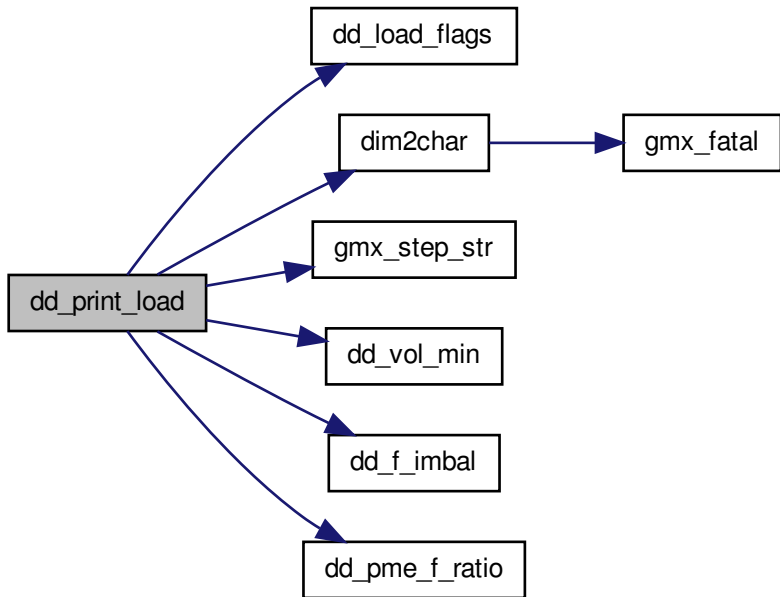 dd_load_flags
dim2char
gmx_fatal
gmx_step_str
dd_print_load
dd_vol_min
dd_f_imbal
dd_pme_f_ratio